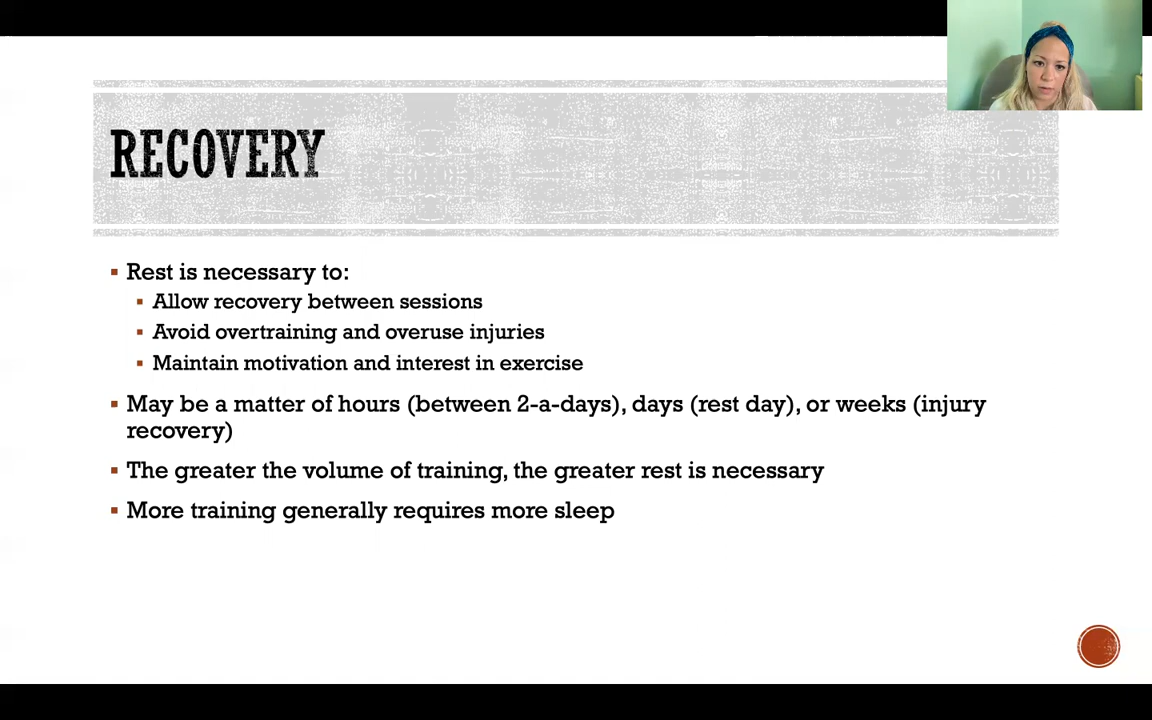 RECOVERY
Rest is necessary to:
Allow recovery between sessions
Avoid overtraining and overuse injuries
Maintain motivation and interest in exercise
May be a matter of hours (between 2-a-days), days (rest day), or weeks (injury
recovery)
The greater the volume of training, the greater rest is necessary
More training generally requires more sleep